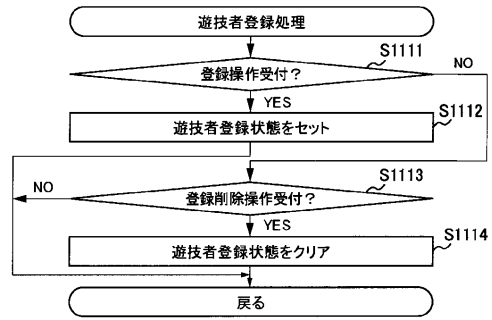 遊技者登録処理
S1111
登録操作受付?
NO
YES
S1112
遊技者登録状態をセット
S1113
NO
登録削除操作受付?
YES
S1114
遊技者登録状態をクリア
戻る